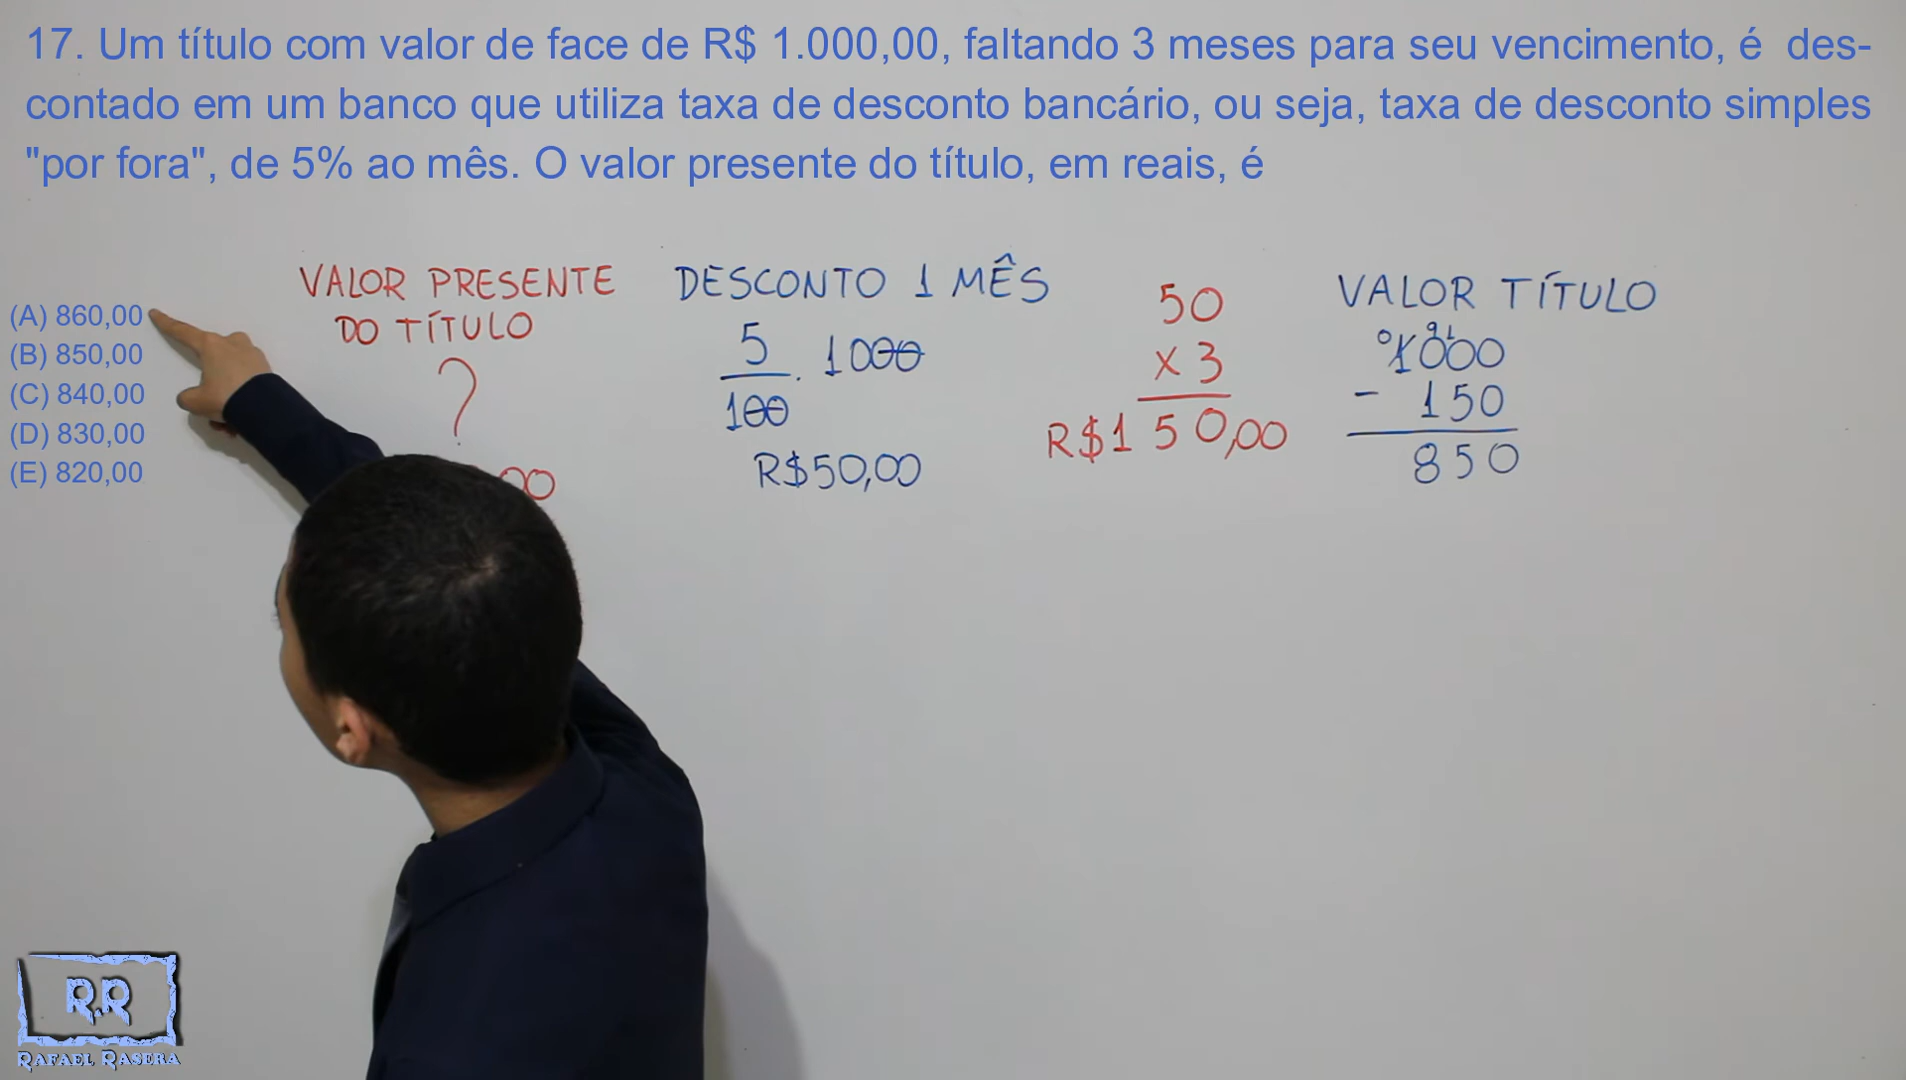 17. Um título com valor de face de R$ 1.000,00, faltando 3 meses para seu vencimento, é des-
contado em um banco que utiliza taxa de desconto bancário, ou seja, taxa de desconto simples
"por fora", de 5% ao mês. O valor presente do título, em reais, é
(A) 860,00
(B) 850,00
(C) 840,00
(D) 830,00
(E) 820,00
VALOR PRESENTE
DO TÍTULO
?
00
DESCONTO 1 MÊS
5
100
. 1000
R$50,00
50
x 3
R$150,00
VALOR TÍTULO
0 9 1
1000
- 150
850
R.R
RAFAEL RASERA